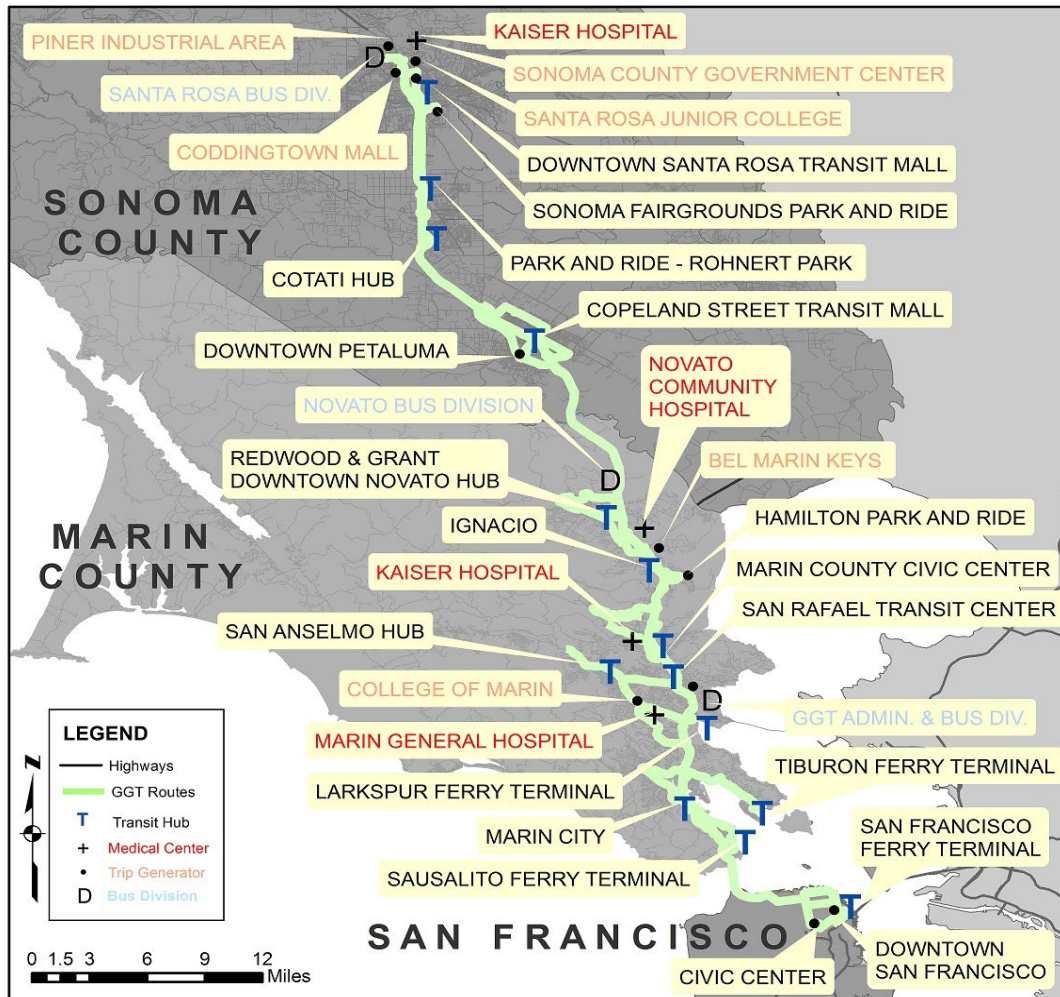 PINER INDUSTRIAL AREA
KAISER HOSPITAL
D
SONOMA COUNTY GOVERNMENT CENTER
SANTA ROSA BUS DIV.
T
SANTA ROSA JUNIOR COLLEGE
CODDINGTOWN MALL
DOWNTOWN SANTA ROSA TRANSIT MALL
SONOMA
COUNTY
T
SONOMA FAIRGROUNDS PARK AND RIDE
T
PARK AND RIDE - ROHNERT PARK
COTATI HUB
COPELAND STREET TRANSIT MALL
T
DOWNTOWN PETALUMA
NOVATO
COMMUNITY
HOSPITAL
NOVATO BUS DIVISION
D
REDWOOD & GRANT
DOWNTOWN NOVATO HUB
BEL MARIN KEYS
T
IGNACIO
HAMILTON PARK AND RIDE
MARIN
COUNTY
T
KAISER HOSPITAL
MARIN COUNTY CIVIC CENTER
SAN RAFAEL TRANSIT CENTER
SAN ANSELMO HUB
T
T
T
COLLEGE OF MARIN
D
GGT ADMIN. & BUS DIV.
MARIN GENERAL HOSPITAL
T
TIBURON FERRY TERMINAL
LARKSPUR FERRY TERMINAL
T
T
MARIN CITY
T
SAN FRANCISCO
FERRY TERMINAL
SAUSALITO FERRY TERMINAL
T
SAN FRANCISCO
CIVIC CENTER
DOWNTOWN
SAN FRANCISCO
LEGEND
Highways
GGT Routes
T Transit Hub
+ Medical Center
• Trip Generator
D Bus Division
N
0 1.5 3 6 9 12
Miles